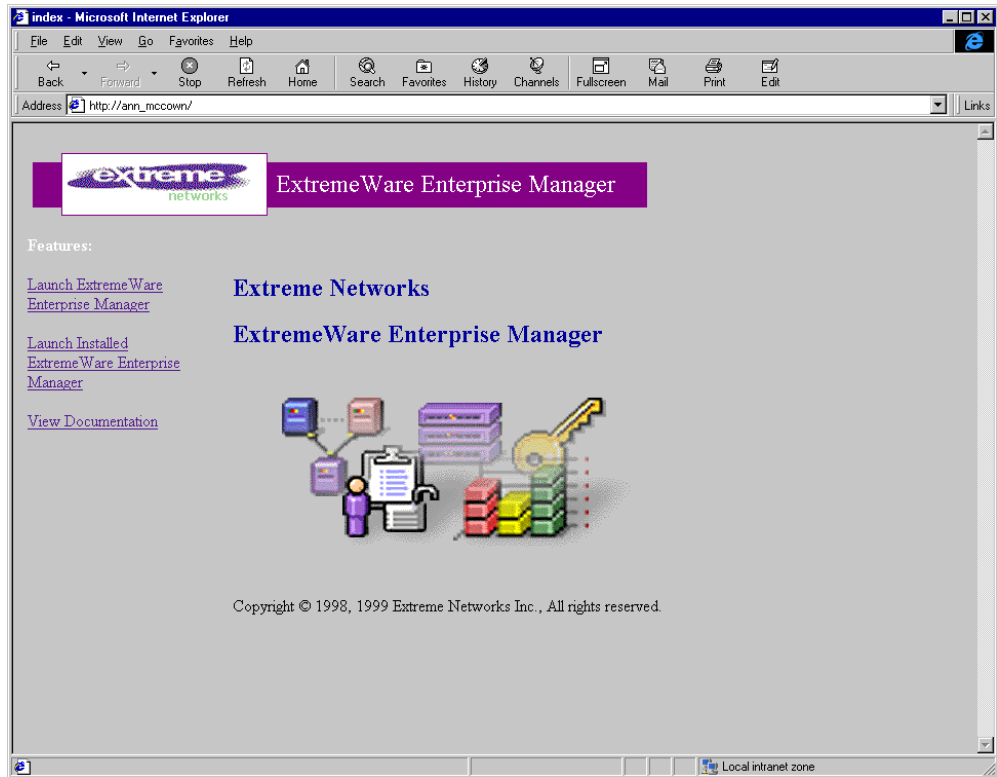 index - Microsoft Internet Explorer
File Edit View Go Favorites Help
Back Forward Stop Refresh Home Search Favorites History Channels Fullscreen Mail Print Edit
Address http://ann_mccown/ Links
extreme
networks
ExtremeWare Enterprise Manager
Features:
Launch ExtremeWare
Enterprise Manager
Launch Installed
ExtremeWare Enterprise
Manager
View Documentation
Extreme Networks
ExtremeWare Enterprise Manager
Copyright © 1998, 1999 Extreme Networks Inc., All rights reserved.
Local intranet zone